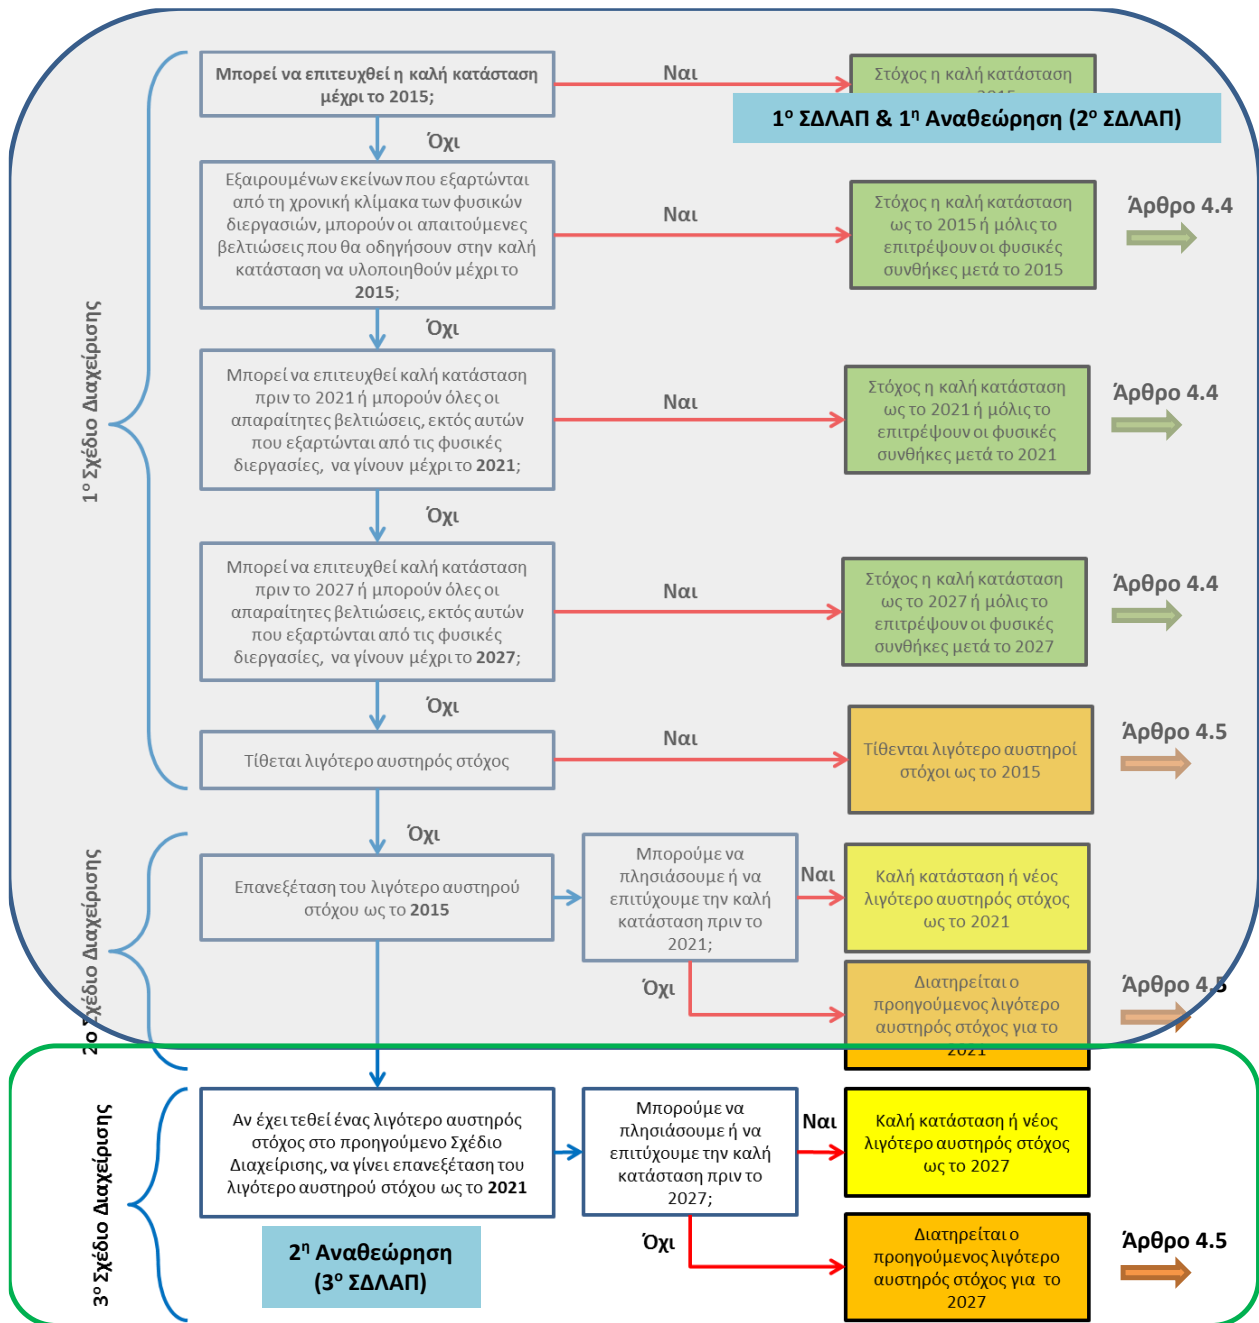 Μπορεί να επιτευχθεί η καλή κατάσταση
μέχρι το 2015;
Ναι
Στόχος η καλή κατάσταση
1ο ΣΔΛΑΠ & 1η Αναθεώρηση (2ο ΣΔΛΑΠ)
Όχι
Εξαιρουμένων εκείνων που εξαρτώνται
από τη χρονική κλίμακα των φυσικών
διεργασιών, μπορούν οι απαιτούμενες
βελτιώσεις που θα οδηγήσουν στην καλή
κατάσταση να υλοποιηθούν μέχρι το
2015;
Ναι
Στόχος η καλή κατάσταση
ως το 2015 ή μόλις το
επιτρέψουν οι φυσικές
συνθήκες μετά το 2015
Άρθρο 4.4
Όχι
1ο Σχέδιο Διαχείρισης
Μπορεί να επιτευχθεί καλή κατάσταση
πριν το 2021 ή μπορούν όλες οι
απαραίτητες βελτιώσεις, εκτός αυτών
που εξαρτώνται από τις φυσικές
διεργασίες, να γίνουν μέχρι το 2021;
Ναι
Στόχος η καλή κατάσταση
ως το 2021 ή μόλις το
επιτρέψουν οι φυσικές
συνθήκες μετά το 2021
Άρθρο 4.4
Όχι
Μπορεί να επιτευχθεί καλή κατάσταση
πριν το 2027 ή μπορούν όλες οι
απαραίτητες βελτιώσεις, εκτός αυτών
που εξαρτώνται από τις φυσικές
διεργασίες, να γίνουν μέχρι το 2027;
Ναι
Στόχος η καλή κατάσταση
ως το 2027 ή μόλις το
επιτρέψουν οι φυσικές
συνθήκες μετά το 2027
Άρθρο 4.4
Όχι
Τίθεται λιγότερο αυστηρός στόχος
Ναι
Τίθενται λιγότερο αυστηροί
στόχοι ως το 2015
Άρθρο 4.5
Όχι
2ο Σχέδιο Διαχείρισης
Επανεξέταση του λιγότερο αυστηρού
στόχου ως το 2015
Μπορούμε να
πλησιάσουμε ή να
επιτύχουμε την καλή
κατάσταση πριν το
2021;
Ναι
Καλή κατάσταση ή νέος
λιγότερο αυστηρός στόχος
ως το 2021
Όχι
Διατηρείται ο
προηγούμενος λιγότερο
αυστηρός στόχος για το
2021
Άρθρο 4.5
3ο Σχέδιο Διαχείρισης
Αν έχει τεθεί ένας λιγότερο αυστηρός
στόχος στο προηγούμενο Σχέδιο
Διαχείρισης, να γίνει επανεξέταση του
λιγότερο αυστηρού στόχου ως το 2021
Μπορούμε να
πλησιάσουμε ή να
επιτύχουμε την καλή
κατάσταση πριν το
2027;
Ναι
Καλή κατάσταση ή νέος
λιγότερο αυστηρός στόχος
ως το 2027
Όχι
Διατηρείται ο
προηγούμενος λιγότερο
αυστηρός στόχος για το
2027
Άρθρο 4.5
2η Αναθεώρηση
(3ο ΣΔΛΑΠ)